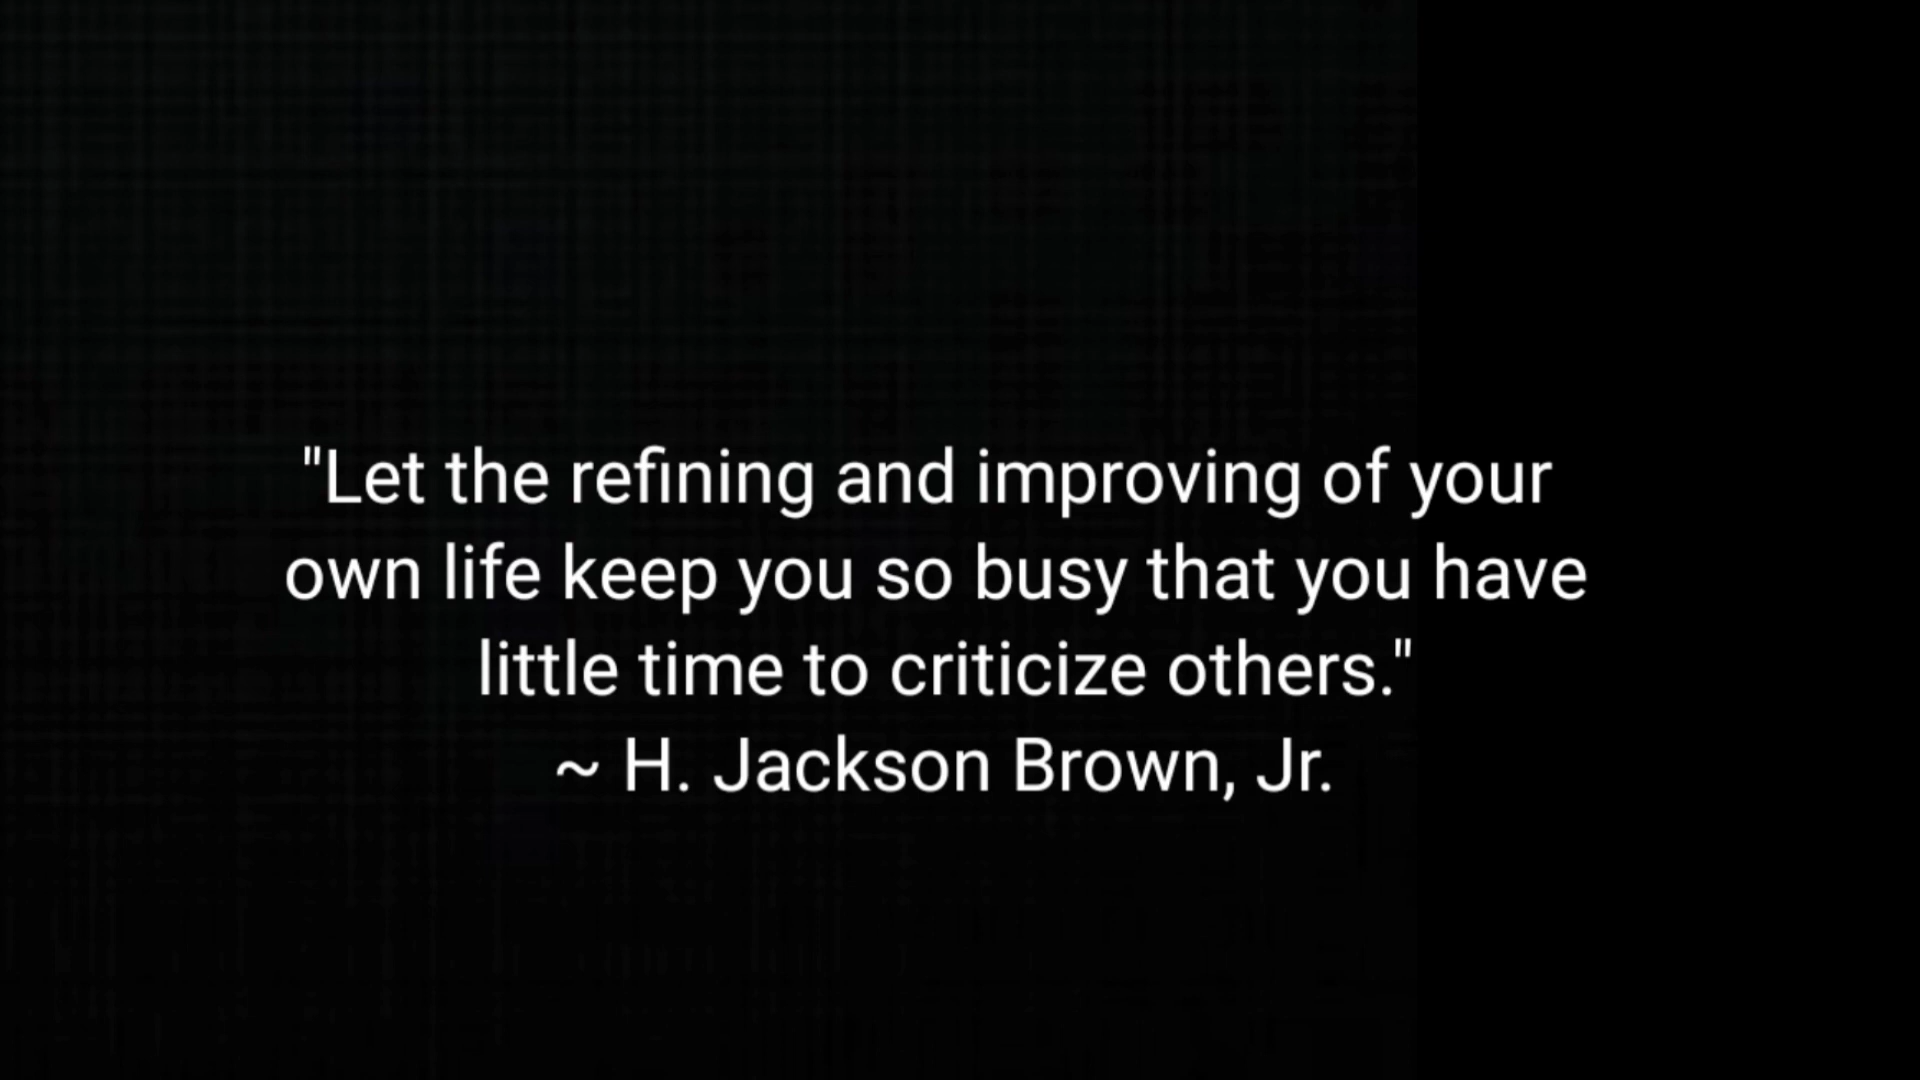 "Let the refining and improving of your
own life keep you so busy that you have
little time to criticize others."
~ H. Jackson Brown, Jr.